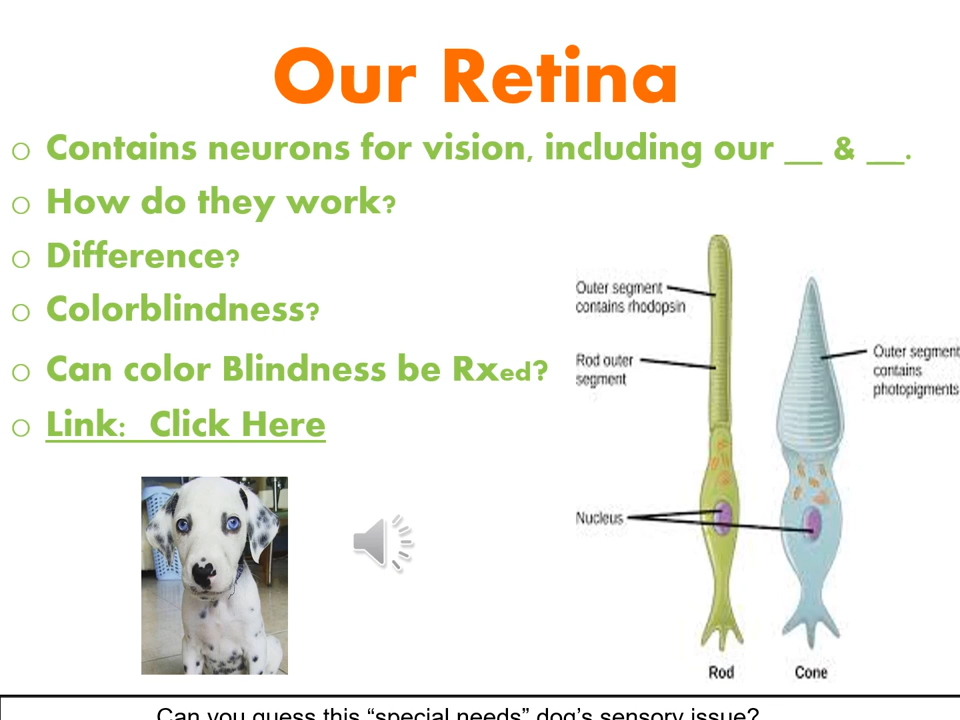 Our Retina
o Contains neurons for vision, including our __ & __.
o How do they work?
o Difference?
o Colorblindness?
o Can color Blindness be Rxed?
o Link:  Click Here
Outer segment
contains rhodopsin
Rod outer
segment
Nucleus
Outer segment
contains
photopigments
Rod
Cone
Can you guess this “special needs” dog’s sensory issue?